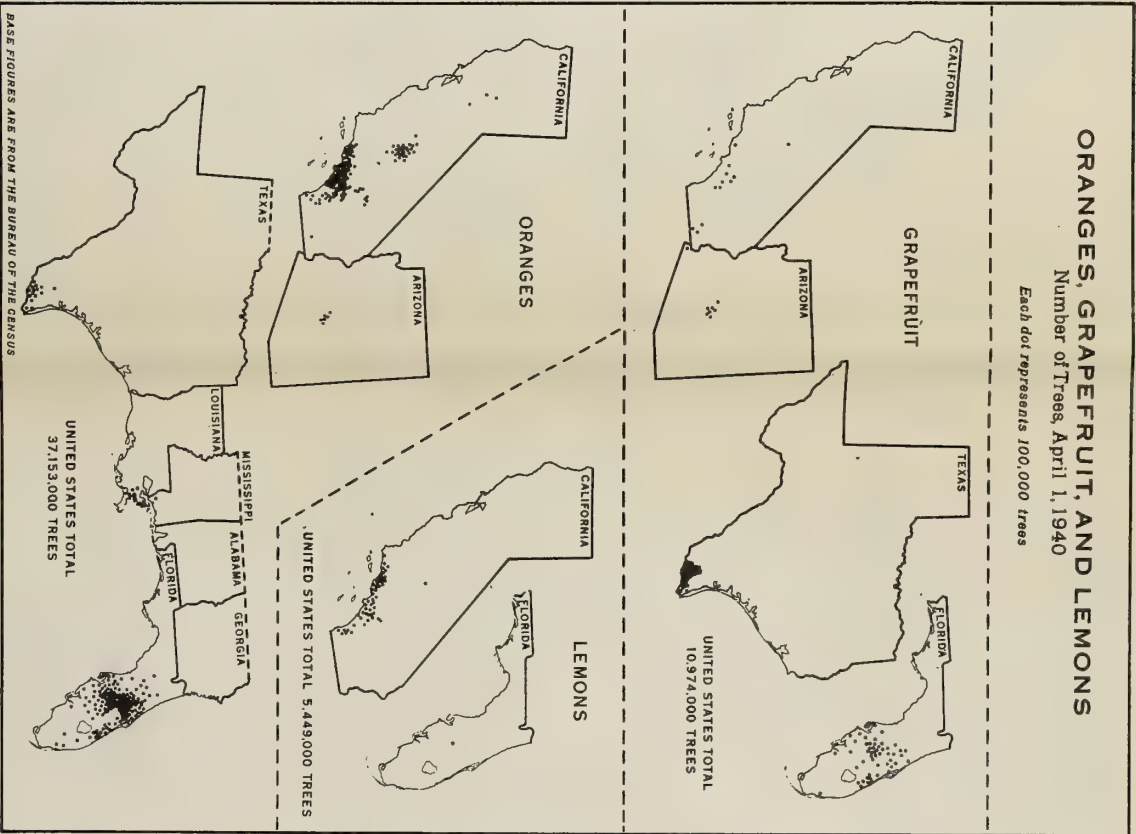 ORANGES, GRAPEFRUIT, AND LEMONS
Number of Trees, April 1, 1940
Each dot represents 100,000 trees
GRAPEFRUIT
CALIFORNIA
ARIZONA
TEXAS
FLORIDA
UNITED STATES TOTAL
10,974,000 TREES
ORANGES
CALIFORNIA
ARIZONA
TEXAS
LOUISIANA
MISSISSIPPI
ALABAMA
GEORGIA
FLORIDA
UNITED STATES TOTAL
37,153,000 TREES
LEMONS
CALIFORNIA
FLORIDA
UNITED STATES TOTAL 5,449,000 TREES
BASE FIGURES ARE FROM THE BUREAU OF THE CENSUS